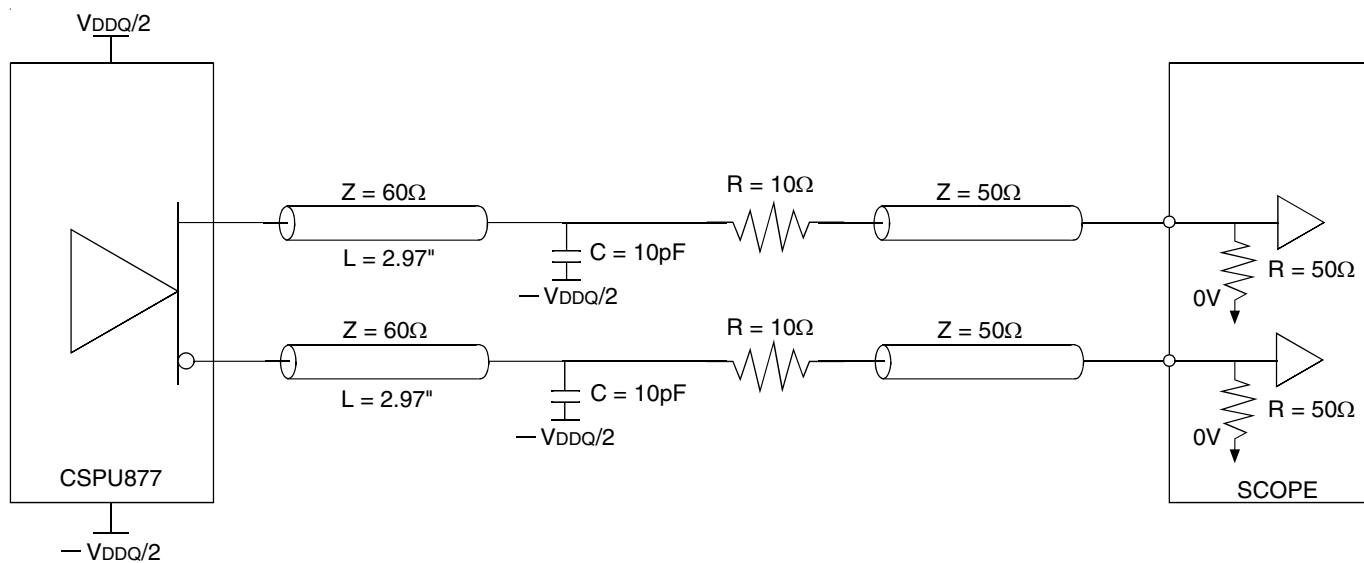 VDDQ/2
Z = 60Ω
R = 10Ω
Z = 50Ω
L = 2.97"
C = 10pF
R = 50Ω
– VDDQ/2
0V
Z = 60Ω
R = 10Ω
Z = 50Ω
L = 2.97"
C = 10pF
R = 50Ω
– VDDQ/2
0V
CSPU877
SCOPE
– VDDQ/2